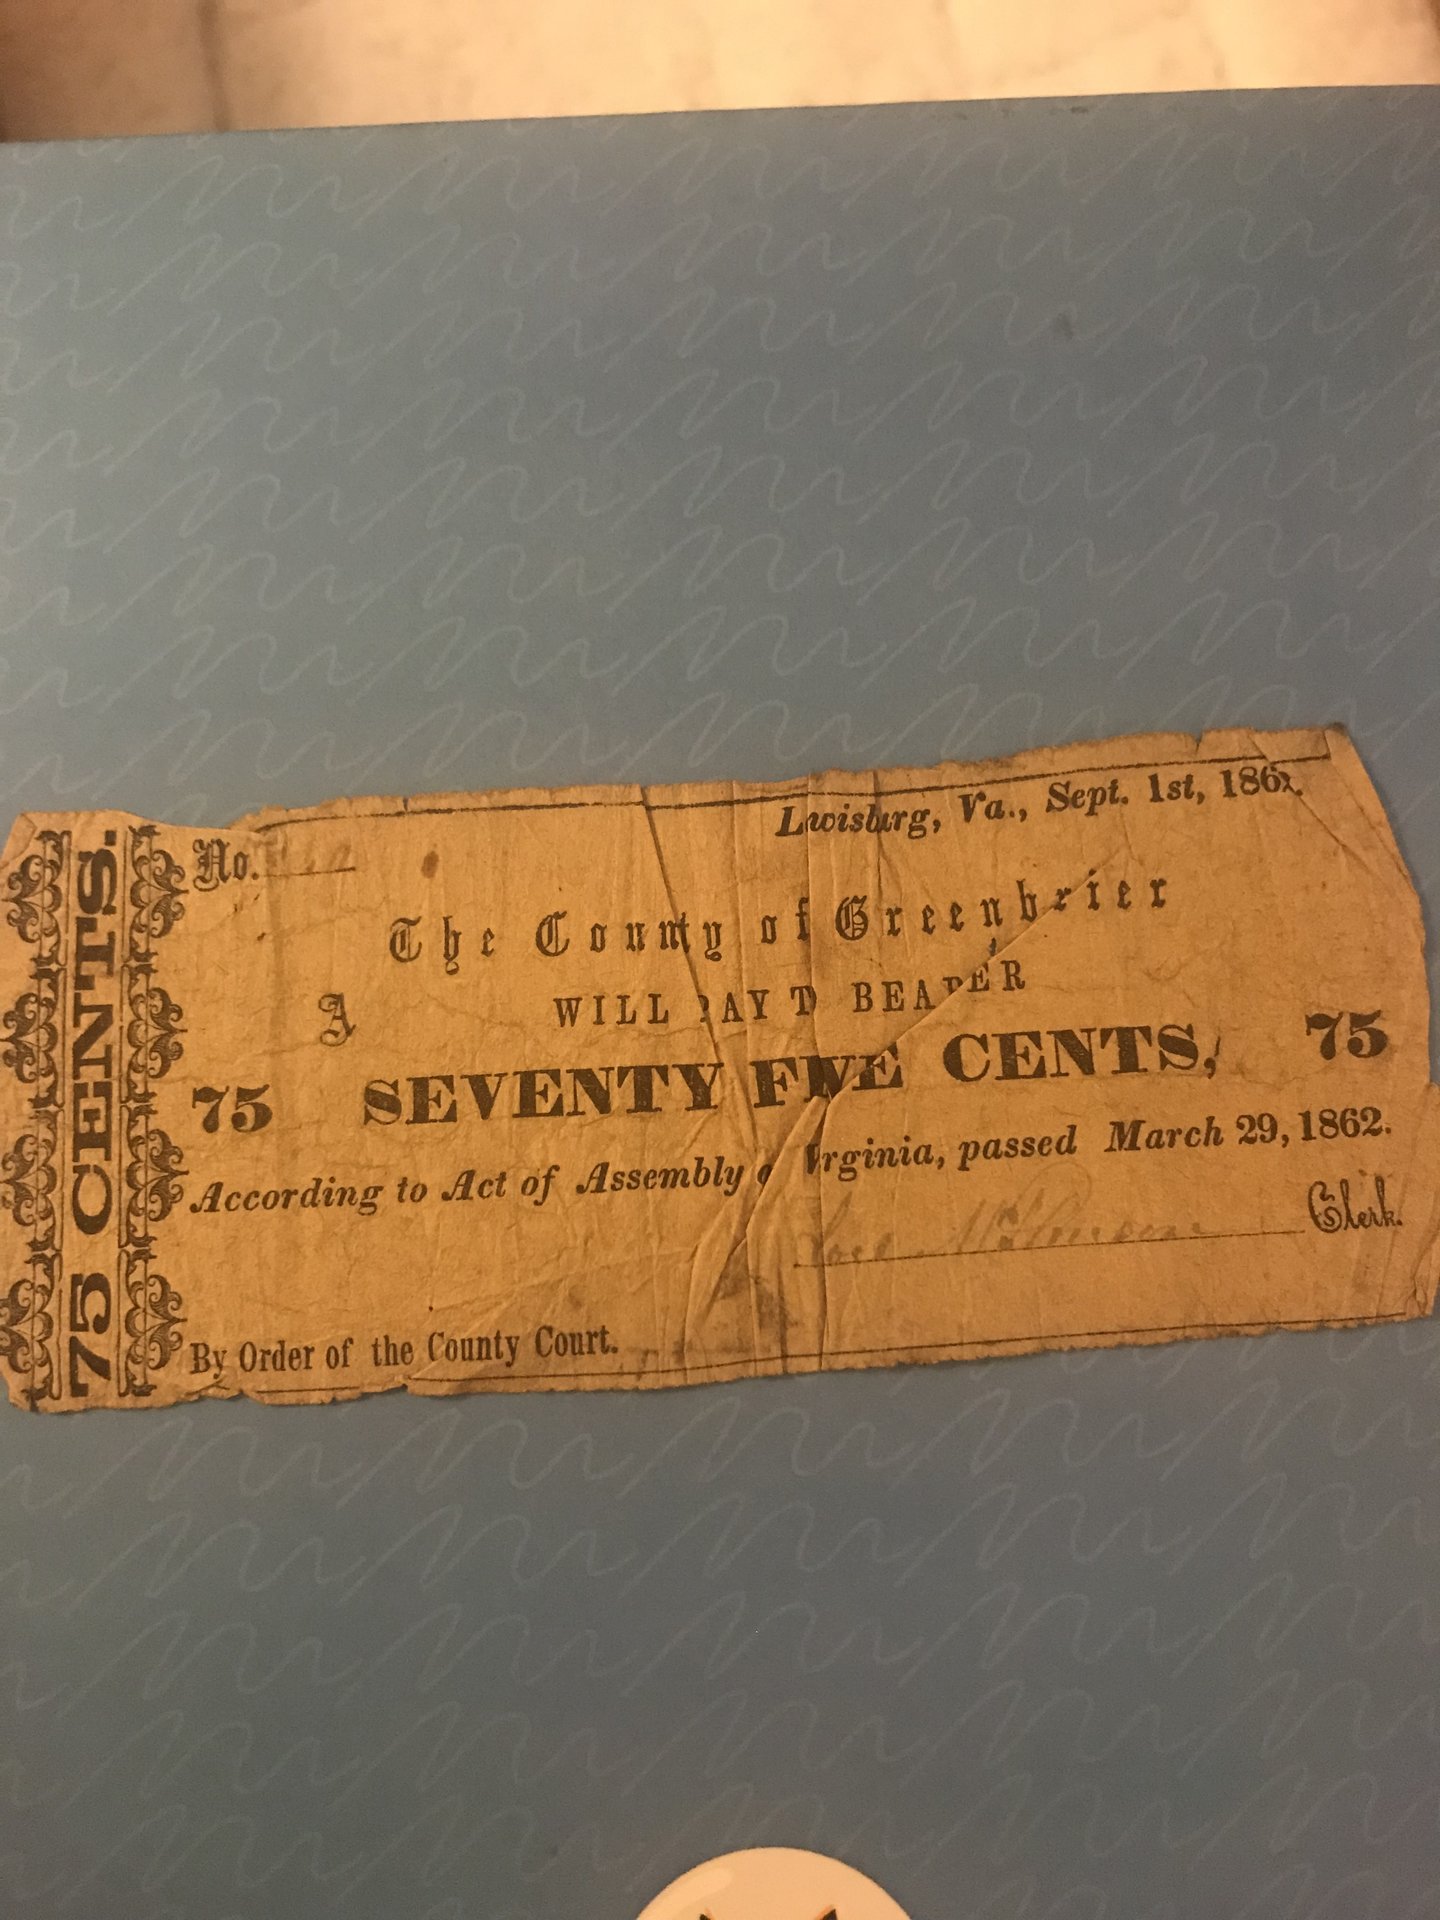 Lwisburg, Va., Sept. 1st, 186
No.
The County of Greenbrier
A
WILL PAY TO BEARER
75 SEVENTY FIVE CENTS, 75
According to Act of Assembly of Virginia, passed March 29, 1862.
Clerk.
By Order of the County Court.
75 CENTS.